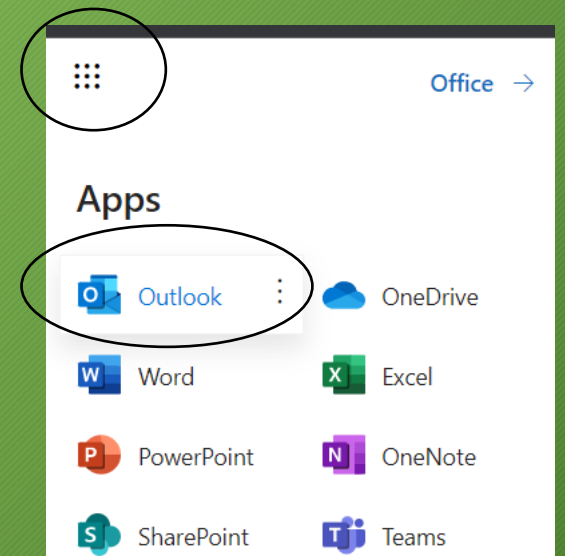 Office →
Apps
Outlook
OneDrive
Word
Excel
PowerPoint
OneNote
SharePoint
Teams